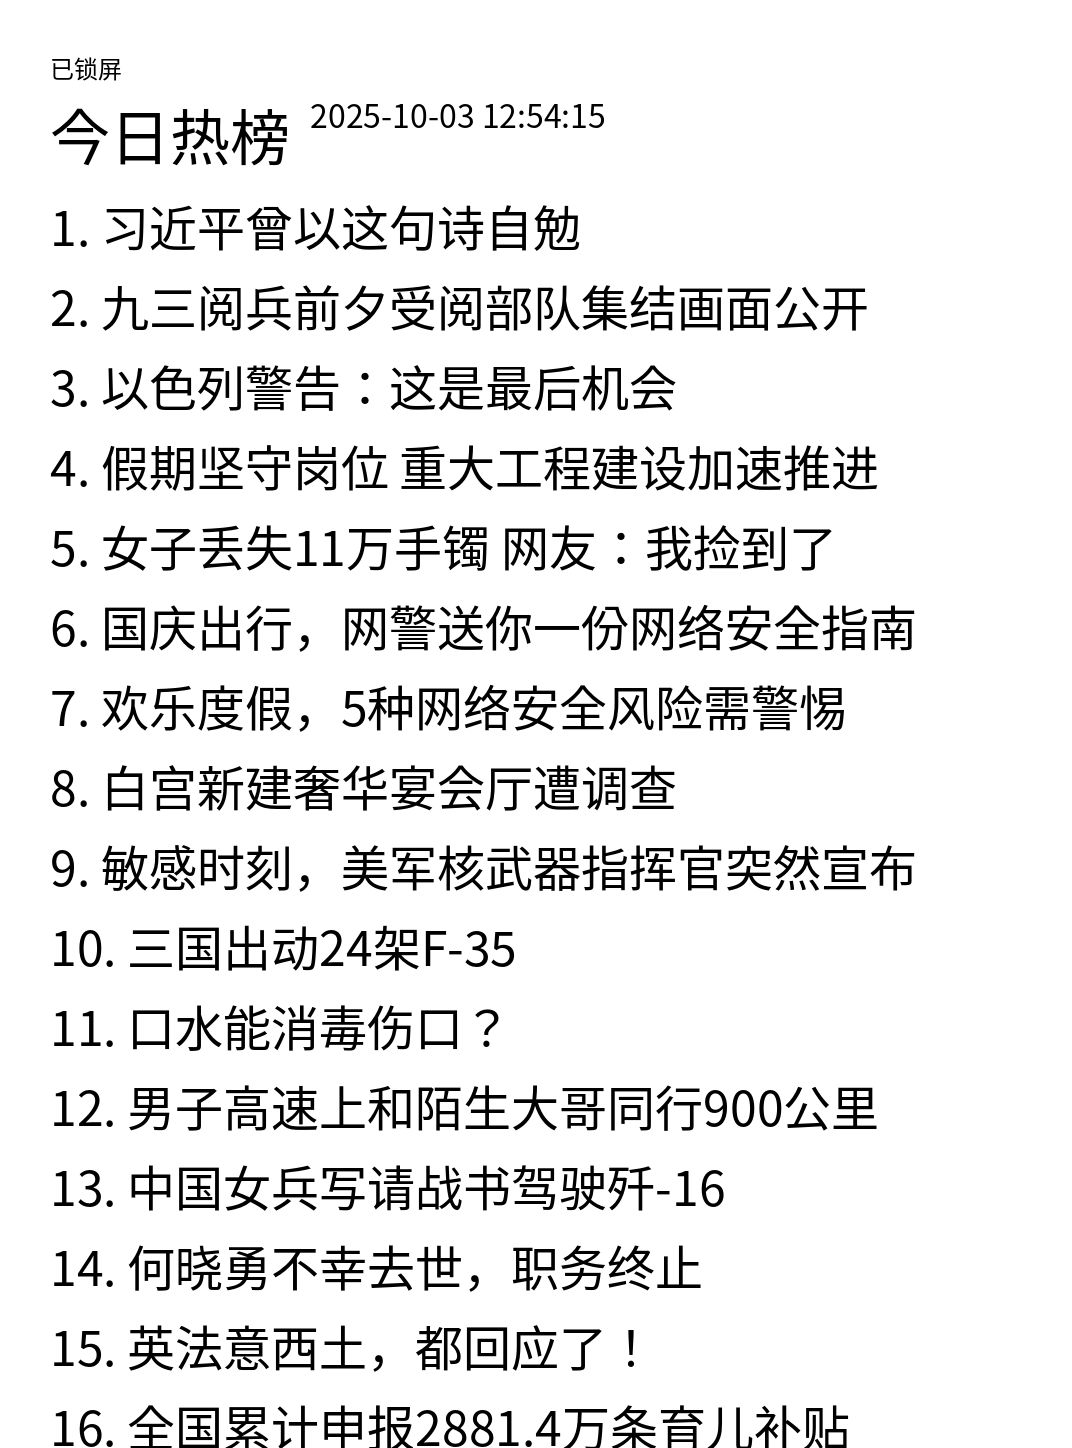 已锁屏
今日热榜 2025-10-03 12:54:15
1. 习近平曾以这句诗自勉
2. 九三阅兵前夕受阅部队集结画面公开
3. 以色列警告：这是最后机会
4. 假期坚守岗位 重大工程建设加速推进
5. 女子丢失11万手镯 网友：我捡到了
6. 国庆出行，网警送你一份网络安全指南
7. 欢乐度假，5种网络安全风险需警惕
8. 白宫新建奢华宴会厅遭调查
9. 敏感时刻，美军核武器指挥官突然宣布
10. 三国出动24架F-35
11. 口水能消毒伤口？
12. 男子高速上和陌生大哥同行900公里
13. 中国女兵写请战书驾驶歼-16
14. 何晓勇不幸去世，职务终止
15. 英法意西土，都回应了！
16. 全国累计申报2881.4万条育儿补贴